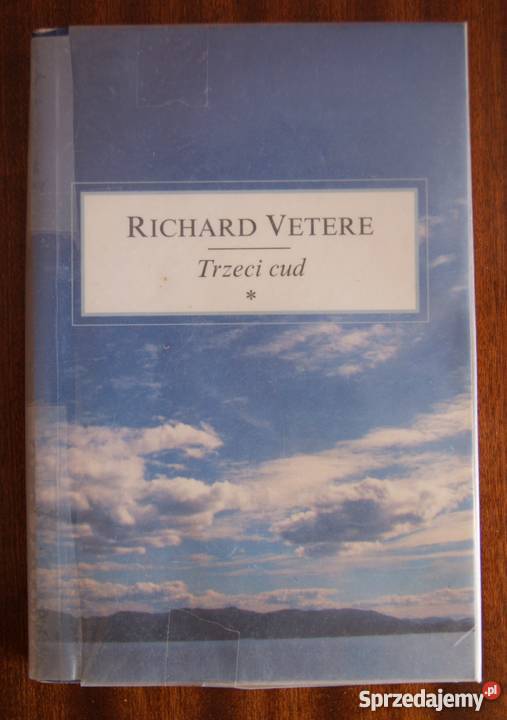 RICHARD VETERE
Trzeci cud
*
Sprzedajemy.pl